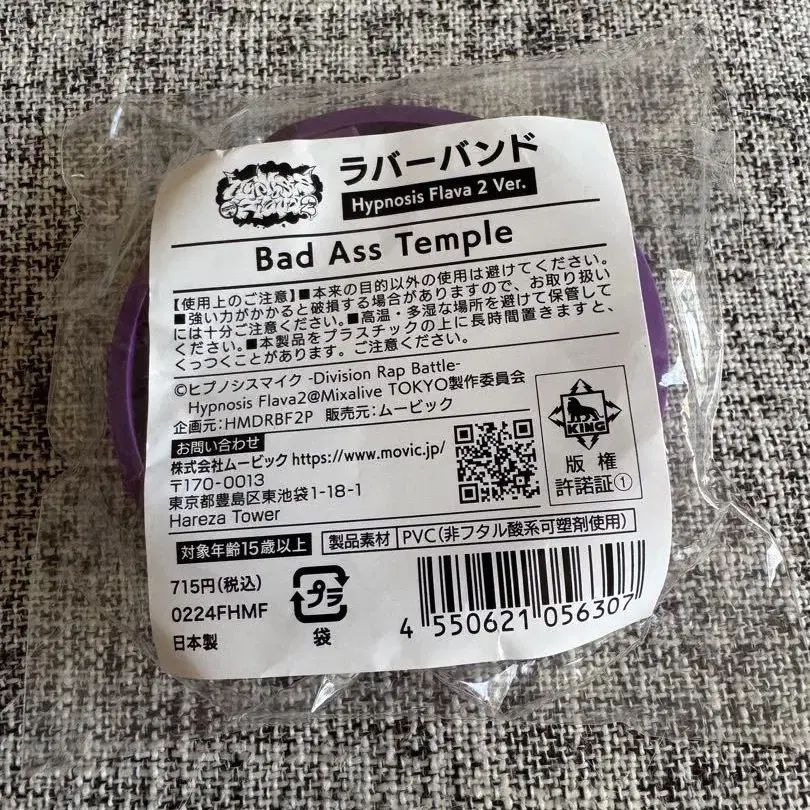 ラバーバンド
Hypnosis Flava 2 Ver.
Bad Ass Temple
【使用上のご注意】■本来の目的以外の使用は避けてください。
■強い力がかかると破損する場合がありますので、お取り扱い
には十分ご注意ください。■高温・多湿な場所を避けて保管して
ください。■本製品をプラスチックの上に長時間置きますと、
くっつくことがあります。ご注意ください。
©ヒプノシスマイク -Division Rap Battle-
Hypnosis Flava2@Mixalive TOKYO製作委員会
企画元:HMDRBF2P 販売元:ムービック
お問い合わせ
株式会社ムービック https://www.movic.jp/
〒170-0013
東京都豊島区東池袋1-18-1
Hareza Tower
KING
版権
許諾証①
対象年齢15歳以上
製品素材 PVC(非フタル酸系可塑剤使用)
715円(税込)
0224FHMF
日本製
プラ
袋
4 550621 056307